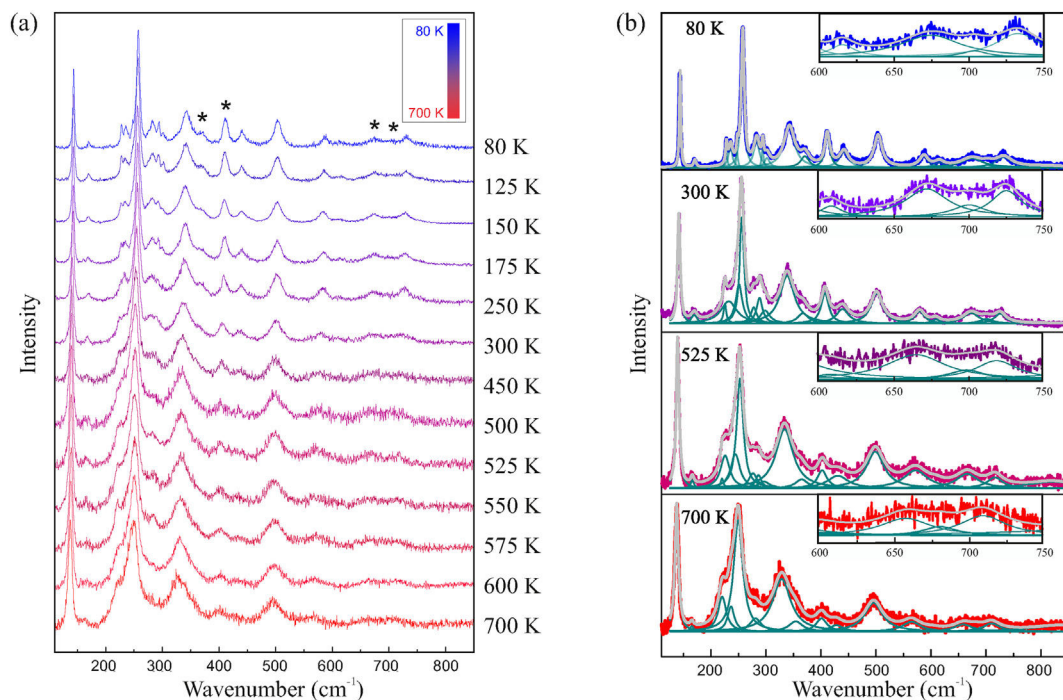 (a)
80 K
700 K
*
*
*
*
80 K
125 K
150 K
175 K
250 K
300 K
450 K
500 K
525 K
550 K
575 K
600 K
700 K
Intensity
200 300 400 500 600 700 800
Wavenumber (cm⁻¹)
(b)
80 K
600 650 700 750
300 K
600 650 700 750
525 K
600 650 700 750
700 K
600 650 700 750
Intensity
200 300 400 500 600 700 800
Wavenumber (cm⁻¹)